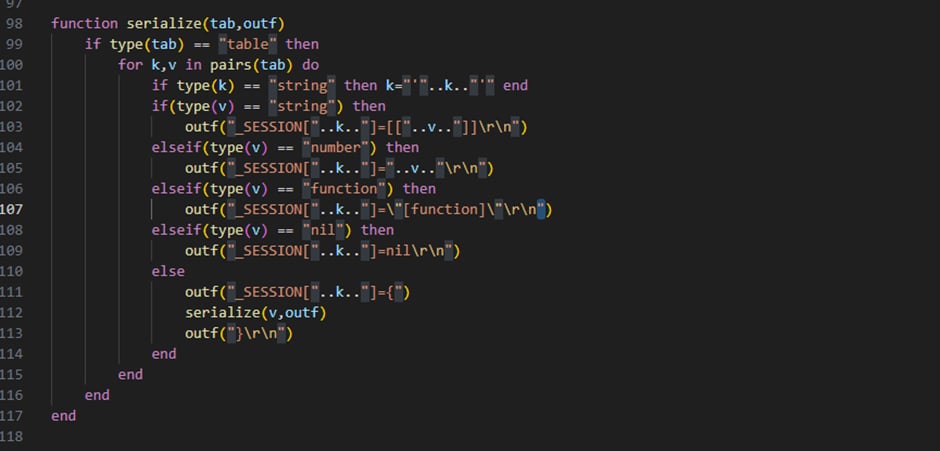 97
98 function serialize(tab,outf)
99 if type(tab) == "table" then
100 for k,v in pairs(tab) do
101 if type(k) == "string" then k="'"..k.."'" end
102 if(type(v) == "string") then
103 outf("_SESSION["..k.."]=[["..v.."]]\r\n")
104 elseif(type(v) == "number") then
105 outf("_SESSION["..k.."]="..v.."\r\n")
106 elseif(type(v) == "function") then
107 outf("_SESSION["..k.."]=\"[function]\"\r\n")
108 elseif(type(v) == "nil") then
109 outf("_SESSION["..k.."]=nil\r\n")
110 else
111 outf("_SESSION["..k.."]={")
112 serialize(v,outf)
113 outf("}\r\n")
114 end
115 end
116 end
117 end
118